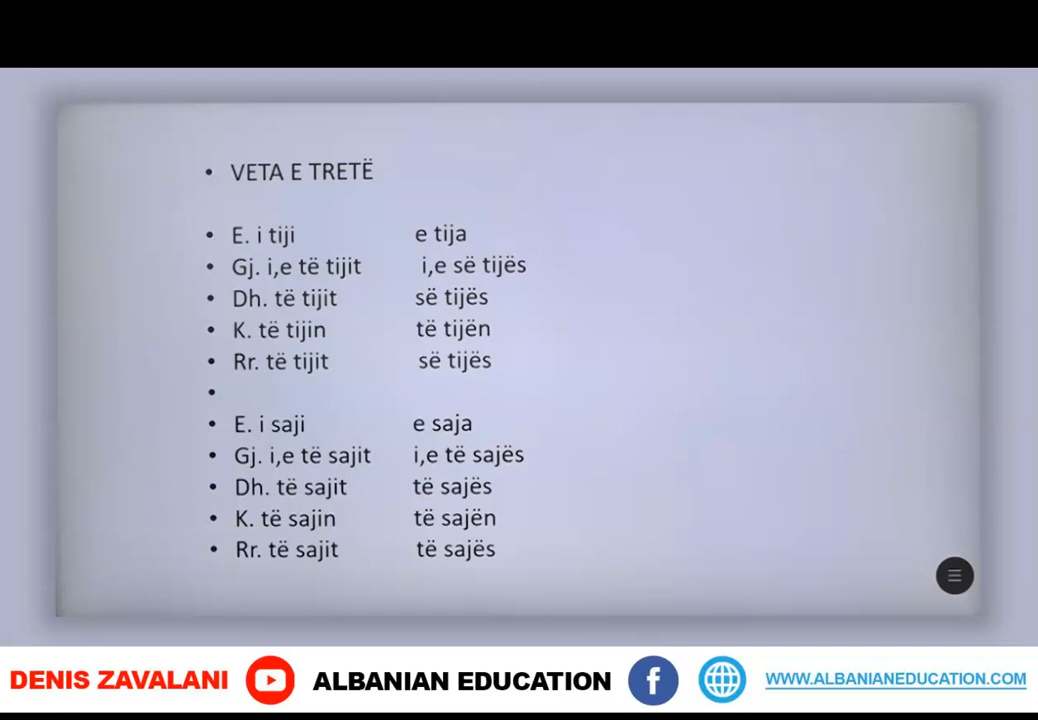 • VETA E TRETË
• E. i tiji e tija
• Gj. i,e të tijit i,e së tijës
• Dh. të tijit së tijës
• K. të tijin të tijën
• Rr. të tijit së tijës
•
• E. i saji e saja
• Gj. i,e të sajit i,e të sajës
• Dh. të sajit të sajës
• K. të sajin të sajën
• Rr. të sajit të sajës
DENIS ZAVALANI ALBANIAN EDUCATION f WWW.ALBANIANEDUCATION.COM